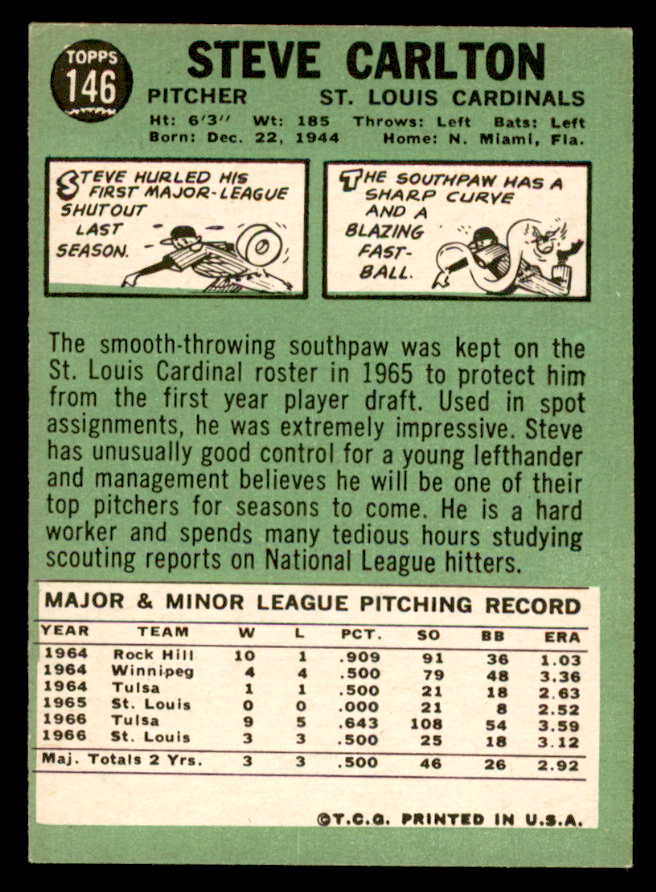 TOPPS
146
STEVE CARLTON
PITCHER ST. LOUIS CARDINALS
Ht: 6'3" Wt: 185 Throws: Left Bats: Left
Born: Dec. 22, 1944 Home: N. Miami, Fla.
STEVE HURLED HIS
FIRST MAJOR-LEAGUE
SHUTOUT
LAST
SEASON.
THE SOUTHPAW HAS A
SHARP CURVE
AND A
BLAZING
FAST-
BALL.
The smooth-throwing southpaw was kept on the
St. Louis Cardinal roster in 1965 to protect him
from the first year player draft. Used in spot
assignments, he was extremely impressive. Steve
has unusually good control for a young lefthander
and management believes he will be one of their
top pitchers for seasons to come. He is a hard
worker and spends many tedious hours studying
scouting reports on National League hitters.
MAJOR & MINOR LEAGUE PITCHING RECORD
YEAR TEAM W L PCT. SO BB ERA
1964 Rock Hill 10 1 .909 91 36 1.03
1964 Winnipeg 4 4 .500 79 48 3.36
1964 Tulsa 1 1 .500 21 18 2.63
1965 St. Louis 0 0 .000 21 8 2.52
1966 Tulsa 9 5 .643 108 54 3.59
1966 St. Louis 3 3 .500 25 18 3.12
Maj. Totals 2 Yrs. 3 3 .500 46 26 2.92
©T.C.G. PRINTED IN U.S.A.